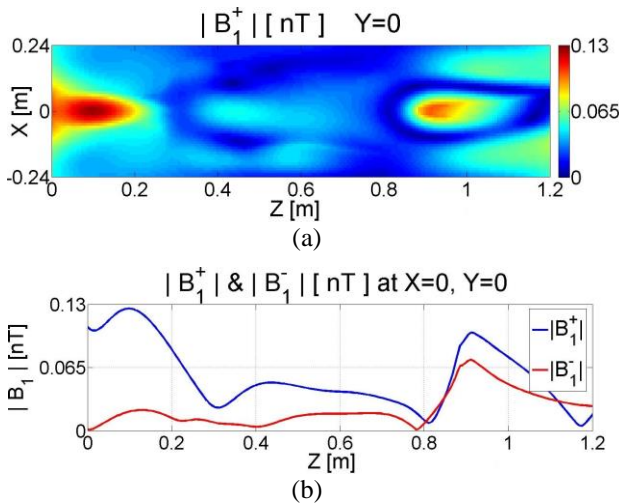 | B₁⁺ | [ nT ] Y=0
0.24
0
-0.24
X [m]
0 0.2 0.4 0.6 0.8 1 1.2
Z [m]
0.13
0.065
0
(a)
| B₁⁺ | & | B₁⁻ | [ nT ] at X=0, Y=0
0.13
0.065
0
| B₁ | [nT]
|B₁⁺|
|B₁⁻|
0 0.2 0.4 0.6 0.8 1 1.2
Z [m]
(b)